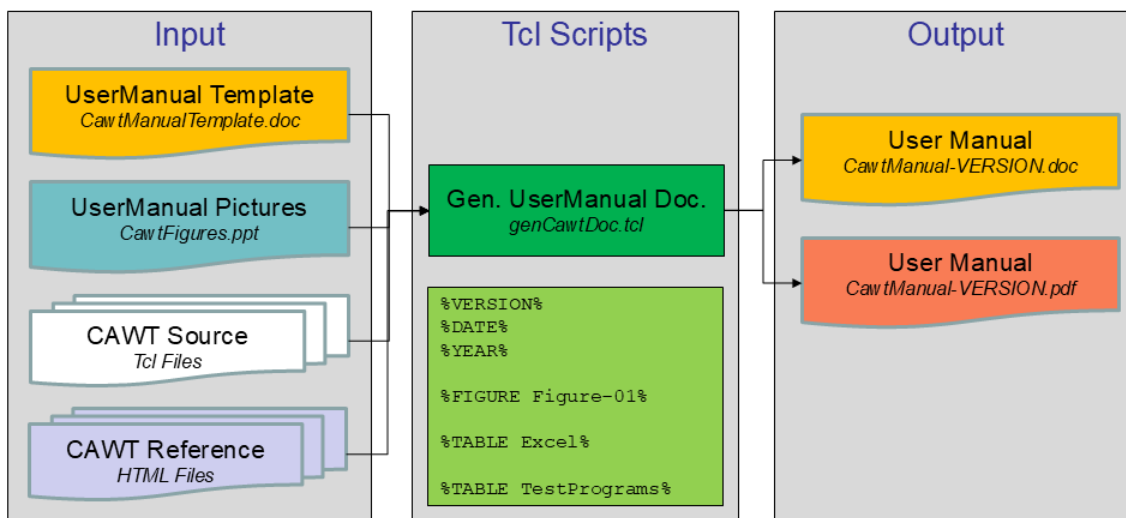 Input
UserManual Template
CawtManualTemplate.doc
UserManual Pictures
CawtFigures.ppt
CAWT Source
Tcl Files
CAWT Reference
HTML Files
Tcl Scripts
Gen. UserManual Doc.
genCawtDoc.tcl
%VERSION%
%DATE%
%YEAR%
%FIGURE Figure-01%
%TABLE Excel%
%TABLE TestPrograms%
Output
User Manual
CawtManual-VERSION.doc
User Manual
CawtManual-VERSION.pdf